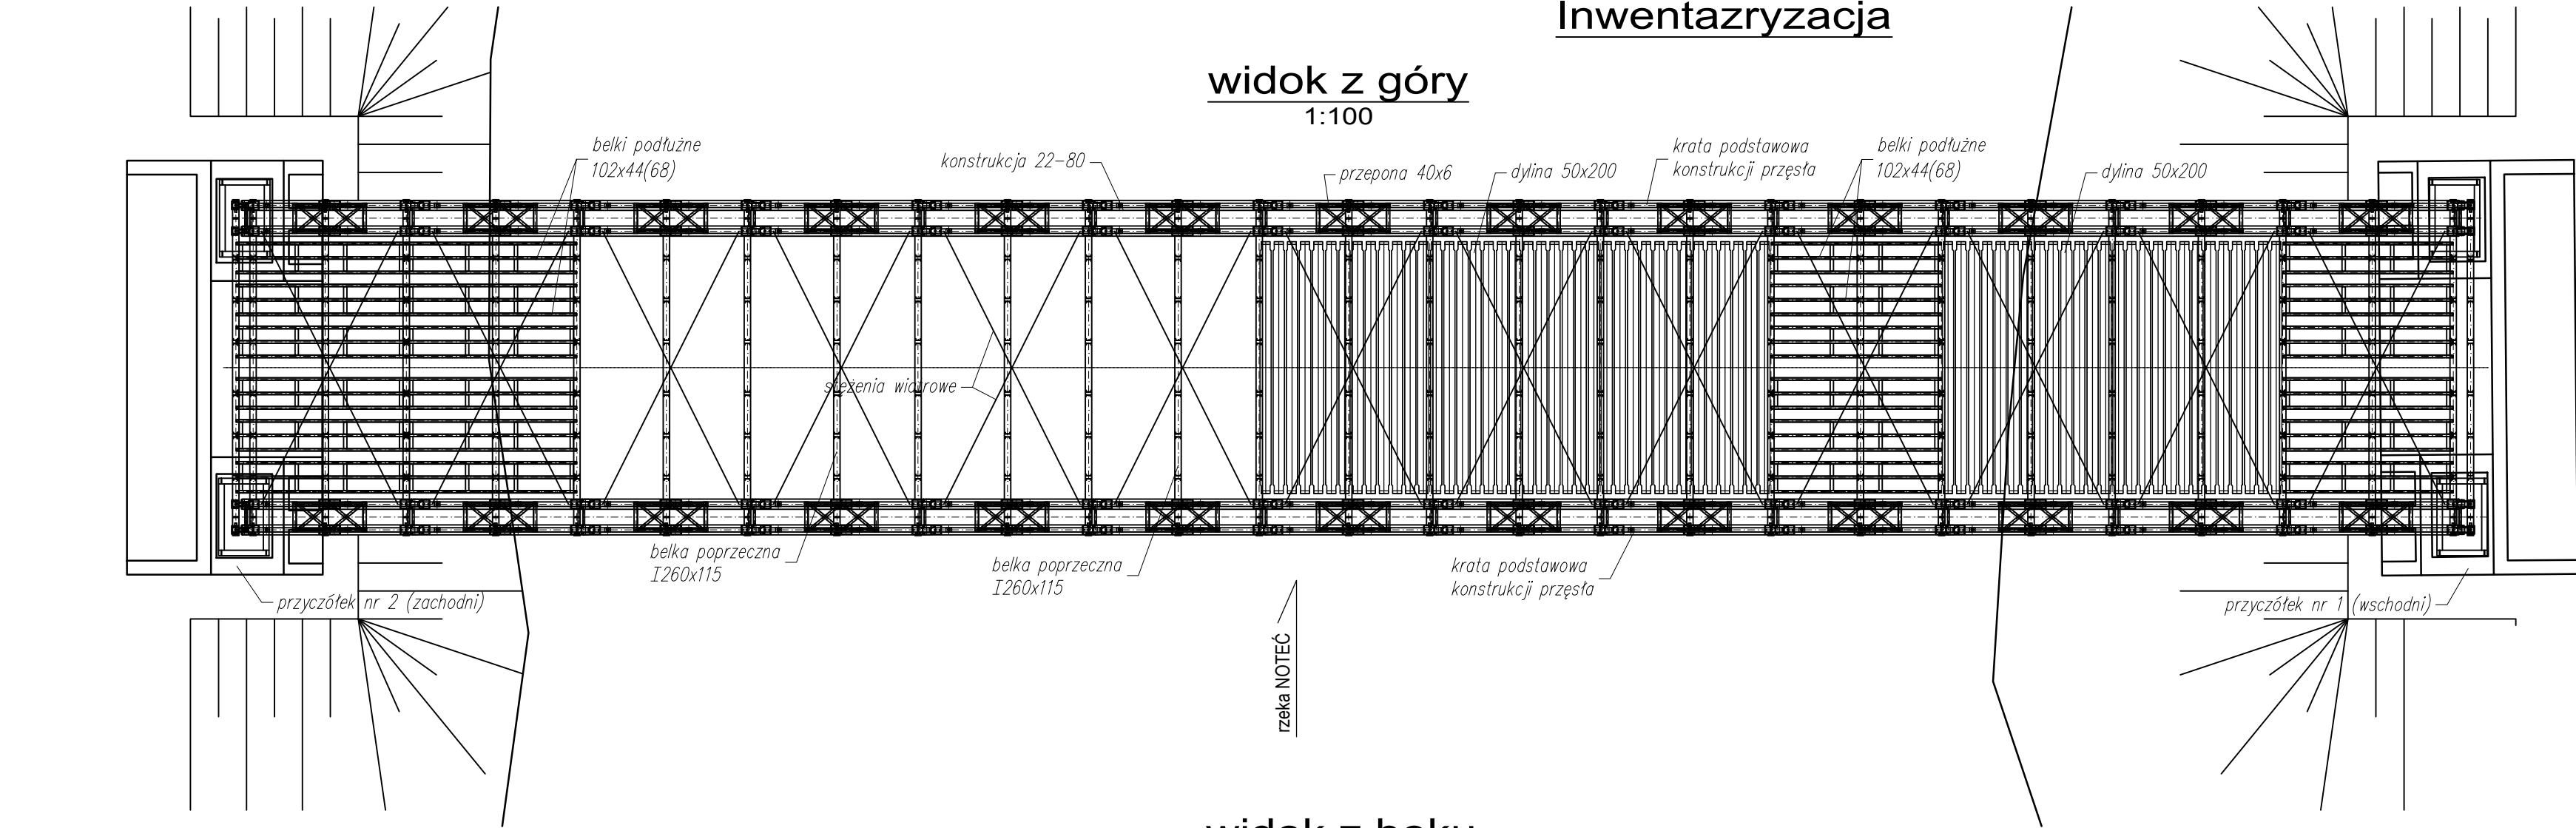 Inwentazryzacja
widok z góry
1:100
belki podłużne
102x44(68)
konstrukcja 22-80
przepona 40x6
dylina 50x200
krata podstawowa
konstrukcji przęsła
belki podłużne
102x44(68)
dylina 50x200
stężenia wiatrowe
belka poprzeczna
I260x115
belka poprzeczna
I260x115
krata podstawowa
konstrukcji przęsła
przyczółek nr 2 (zachodni)
przyczółek nr 1 (wschodni)
rzeka NOTEĆ
widok z boku